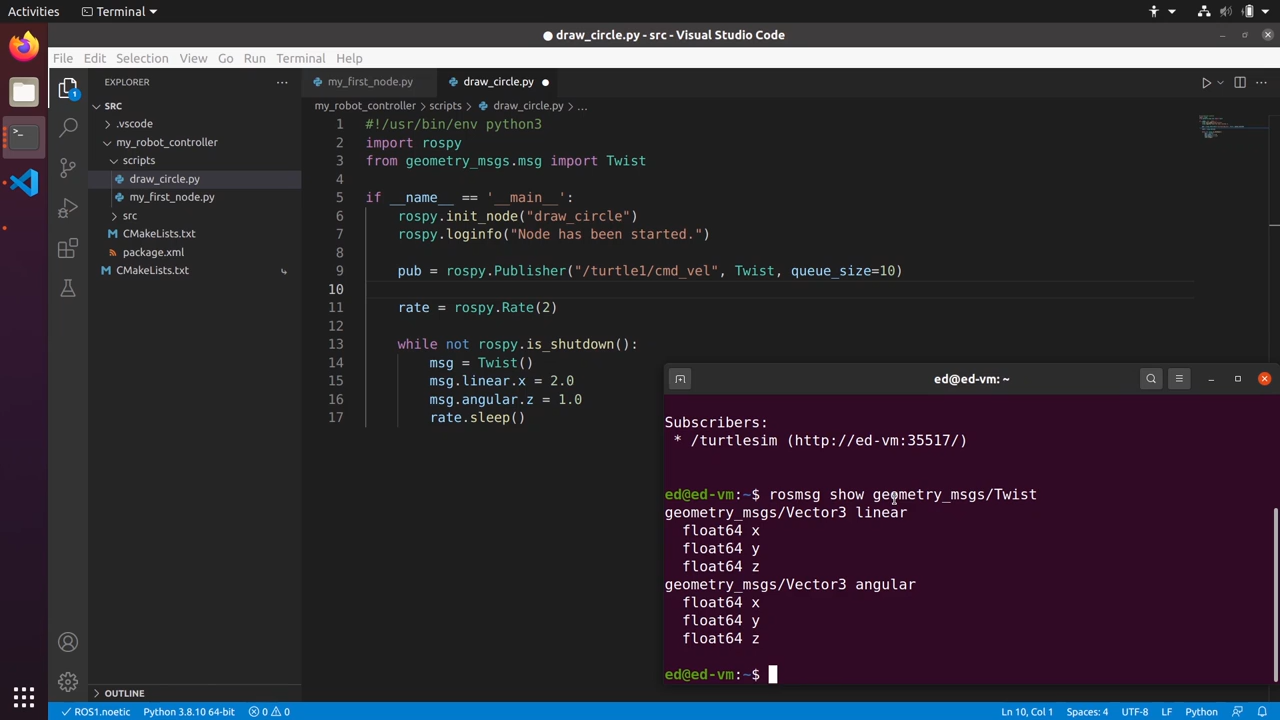 Activities
Terminal
draw_circle.py - src - Visual Studio Code
File Edit Selection View Go Run Terminal Help
EXPLORER
my_first_node.py
draw_circle.py
SRC
my_robot_controller
scripts
draw_circle.py
...
.vscode
my_robot_controller
scripts
draw_circle.py
my_first_node.py
src
CMakeLists.txt
package.xml
CMakeLists.txt
1 #!/usr/bin/env python3
2 import rospy
3 from geometry_msgs.msg import Twist
4
5 if __name__ == '__main__':
6 rospy.init_node("draw_circle")
7 rospy.loginfo("Node has been started.")
8
9 pub = rospy.Publisher("/turtle1/cmd_vel", Twist, queue_size=10)
10
11 rate = rospy.Rate(2)
12
13 while not rospy.is_shutdown():
14 msg = Twist()
15 msg.linear.x = 2.0
16 msg.angular.z = 1.0
17 rate.sleep()
ed@ed-vm: ~
Subscribers:
* /turtlesim (http://ed-vm:35517/)
ed@ed-vm:~$ rosmsg show geometry_msgs/Twist
geometry_msgs/Vector3 linear
float64 x
float64 y
float64 z
geometry_msgs/Vector3 angular
float64 x
float64 y
float64 z
ed@ed-vm:~$
1
OUTLINE
ROS1.noetic
Python 3.8.10 64-bit
0
0
Ln 10, Col 1
Spaces: 4
UTF-8
LF
Python